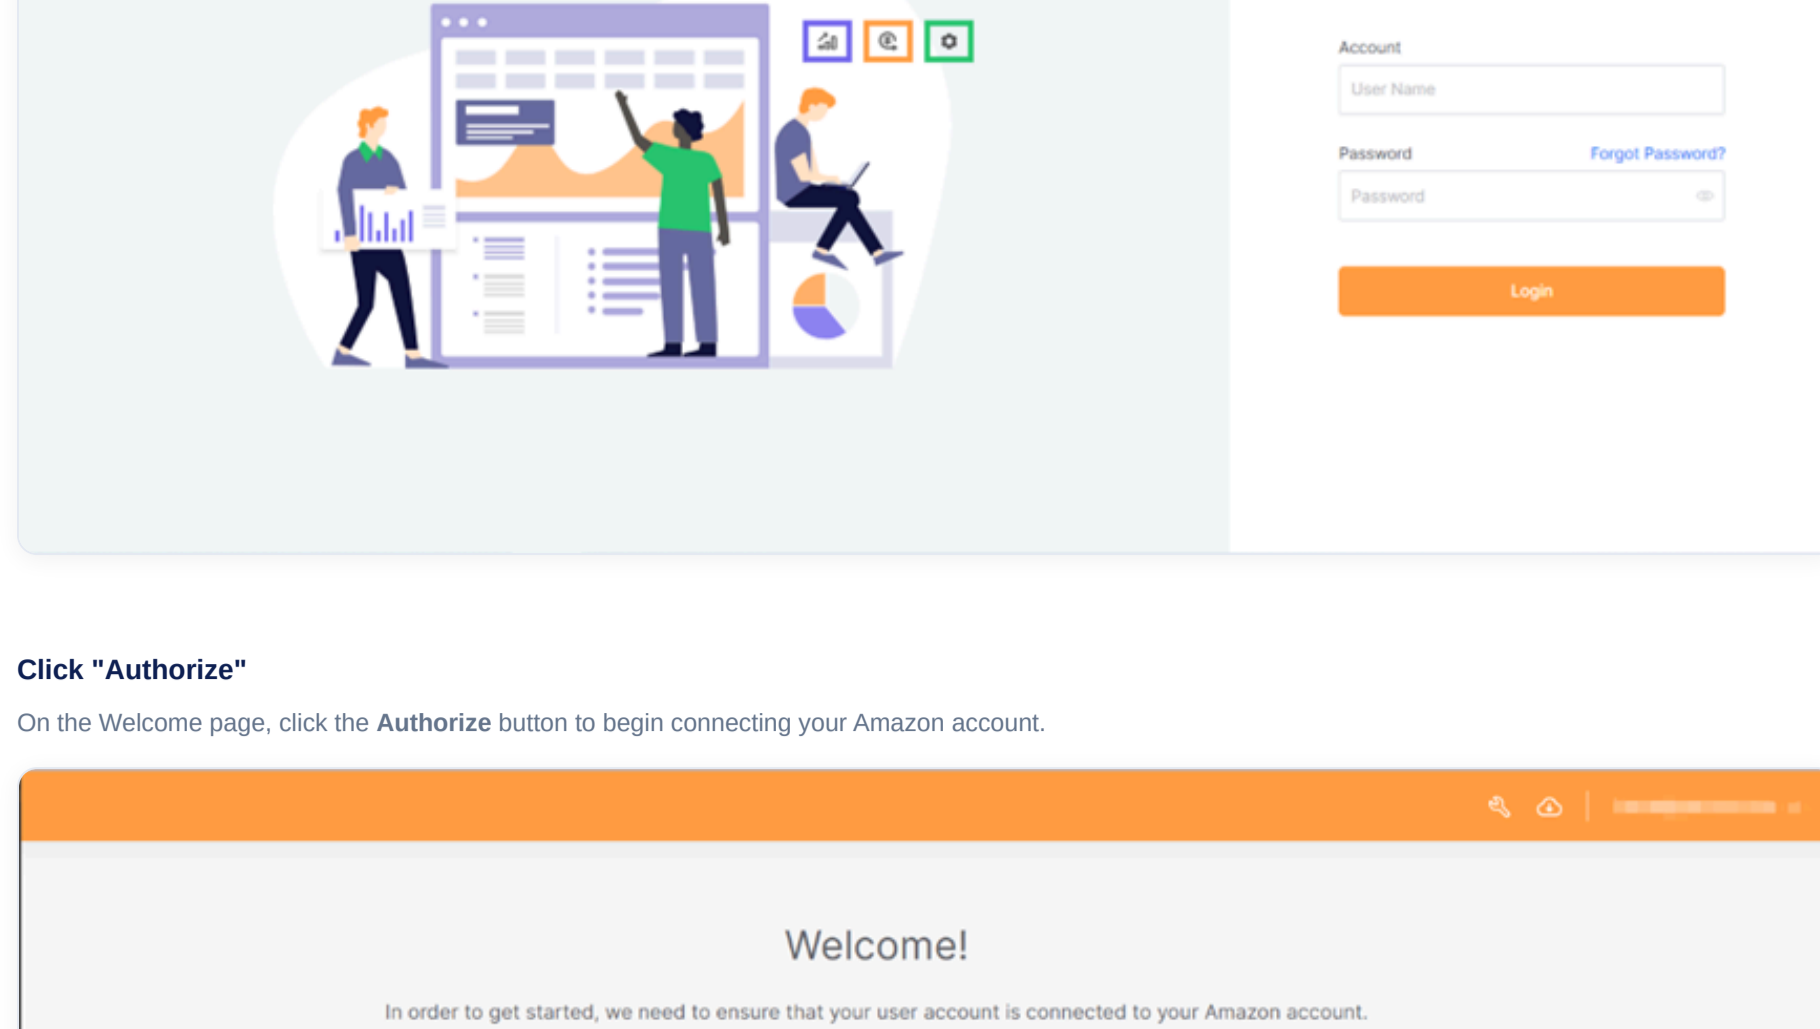 Account
User Name
Password Forgot Password?
Password
Login
Click "Authorize"
On the Welcome page, click the Authorize button to begin connecting your Amazon account.
Welcome!
In order to get started, we need to ensure that your user account is connected to your Amazon account.